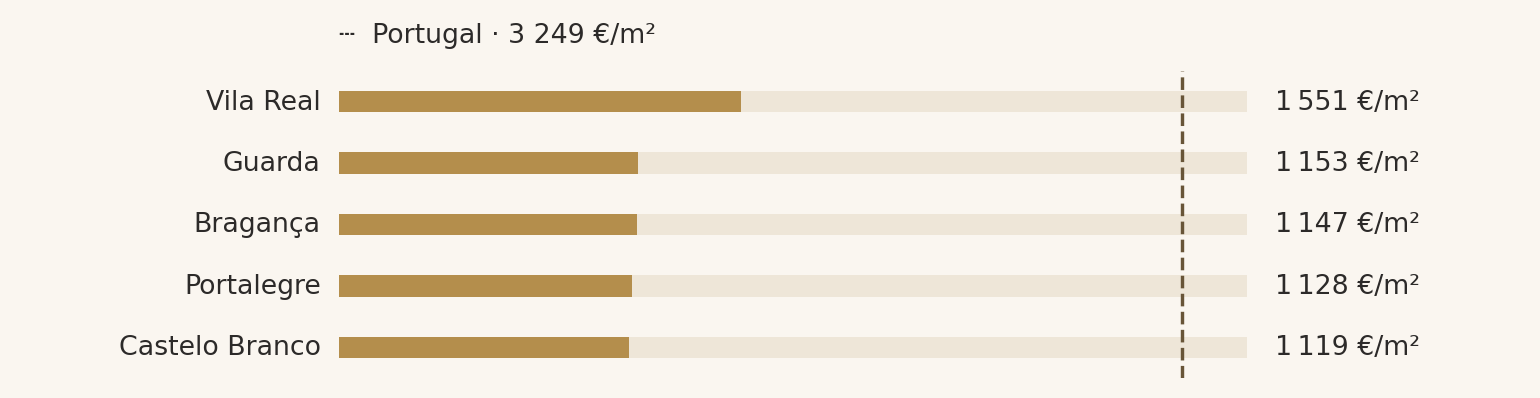 --- Portugal · 3 249 €/m²
Vila Real 1 551 €/m²
Guarda 1 153 €/m²
Bragança 1 147 €/m²
Portalegre 1 128 €/m²
Castelo Branco 1 119 €/m²